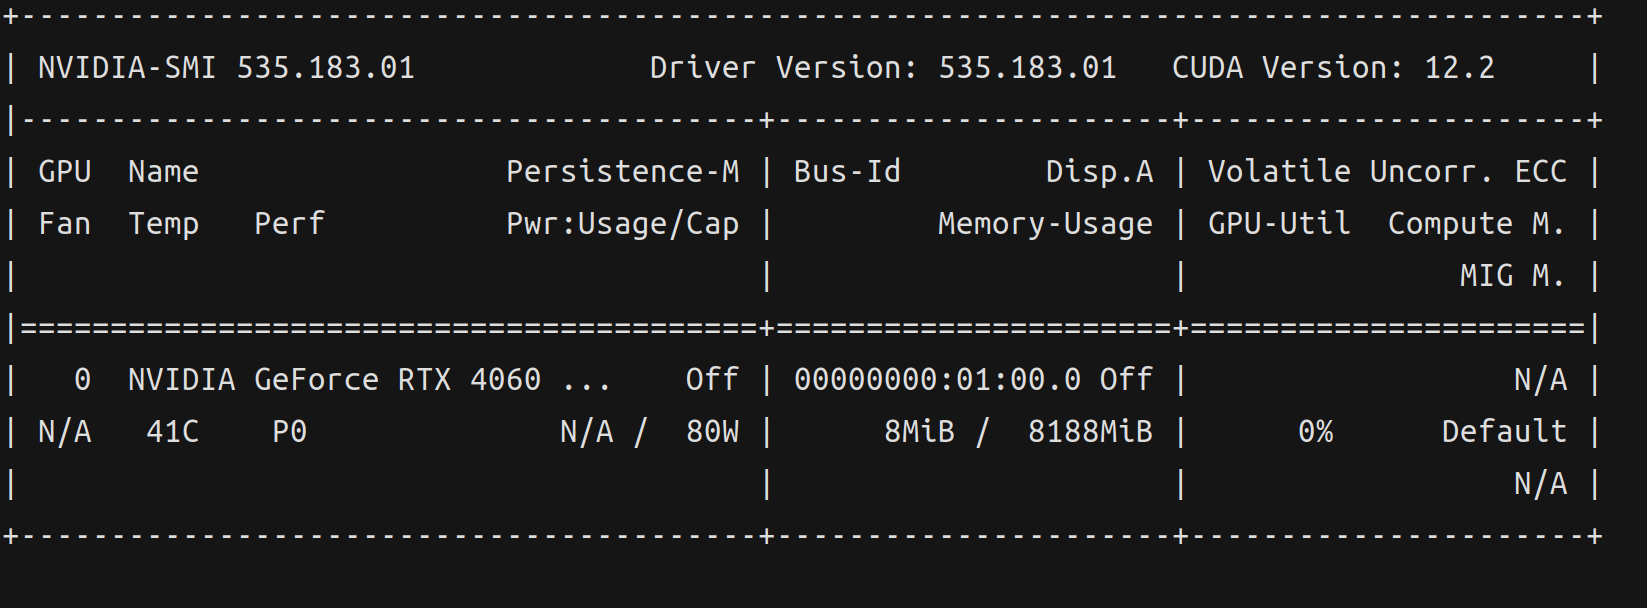 +---------------------------------------------------------------------------------------+
| NVIDIA-SMI 535.183.01             Driver Version: 535.183.01   CUDA Version: 12.2     |
|-----------------------------------------+----------------------+----------------------+
| GPU  Name                 Persistence-M | Bus-Id        Disp.A | Volatile Uncorr. ECC |
| Fan  Temp   Perf          Pwr:Usage/Cap |         Memory-Usage | GPU-Util  Compute M. |
|                                         |                      |               MIG M. |
|=========================================+======================+======================|
|   0  NVIDIA GeForce RTX 4060 ...    Off | 00000000:01:00.0 Off |                  N/A |
| N/A   41C    P0              N/A /  80W |      8MiB /  8188MiB |      0%      Default |
|                                         |                      |                  N/A |
+-----------------------------------------+----------------------+----------------------+